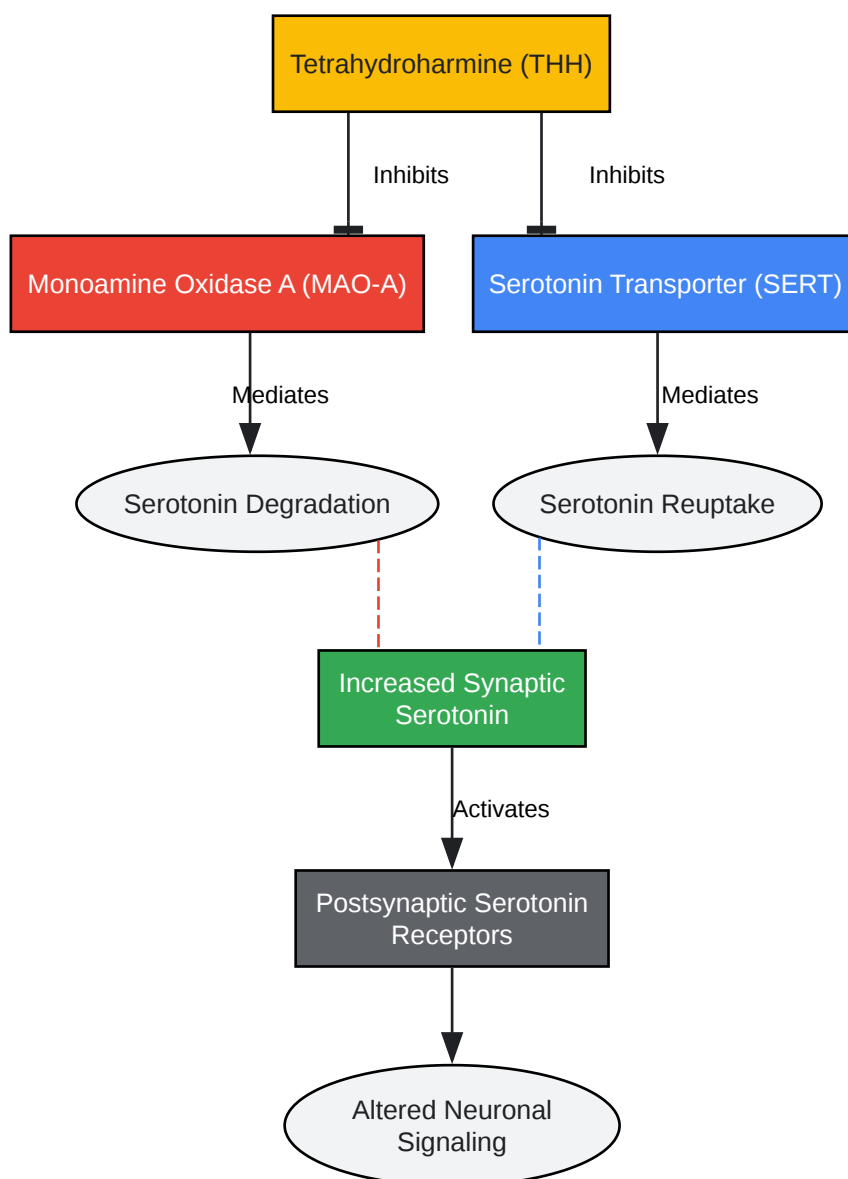 Tetrahydroharmine (THH)
Inhibits
Inhibits
Monoamine Oxidase A (MAO-A)
Serotonin Transporter (SERT)
Mediates
Mediates
Serotonin Degradation
Serotonin Reuptake
Increased Synaptic
Serotonin
Activates
Postsynaptic Serotonin
Receptors
Altered Neuronal
Signaling